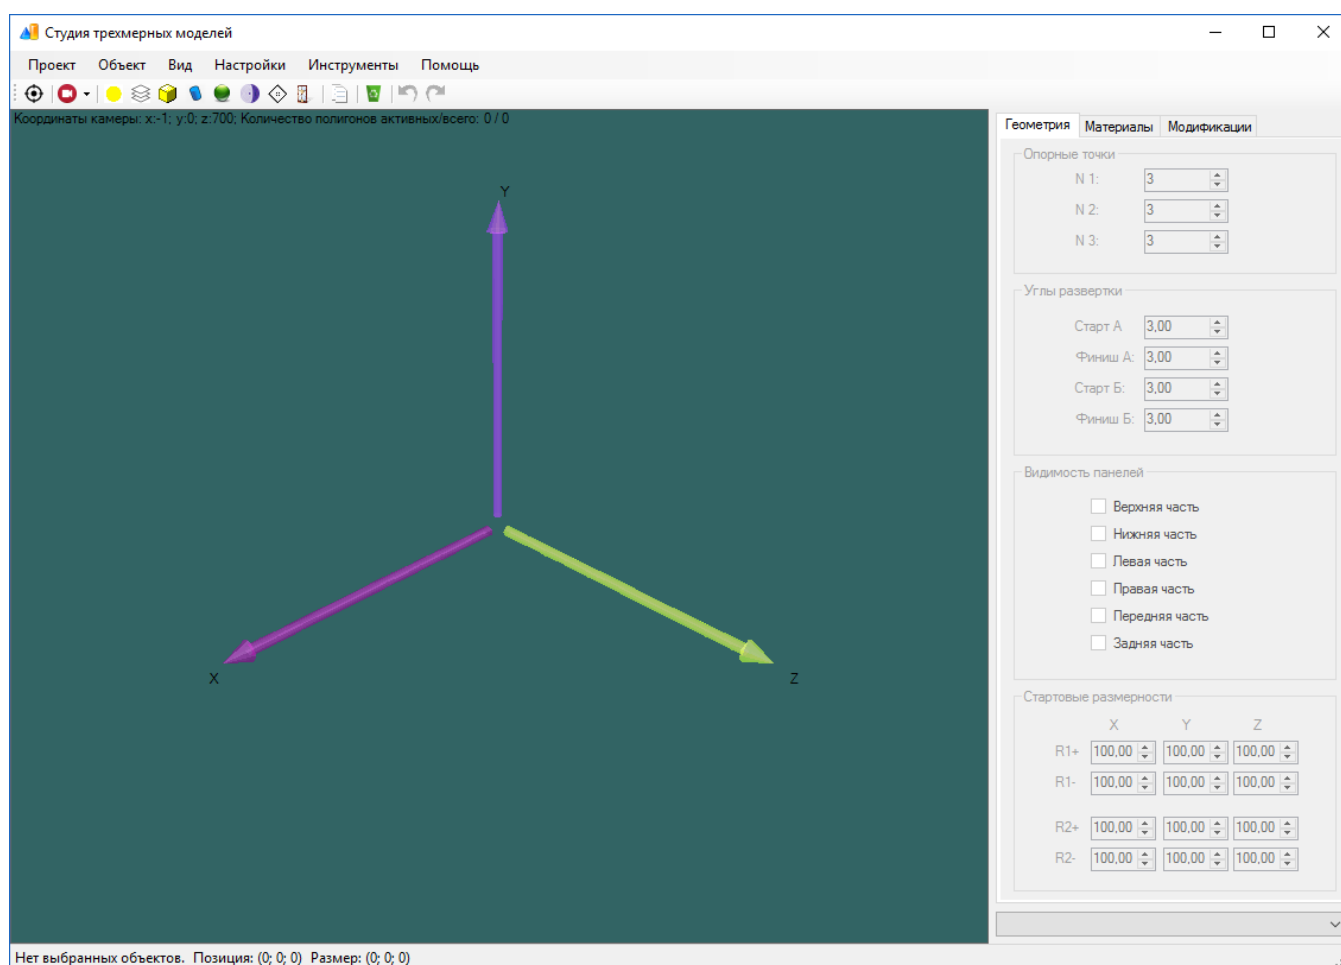 Студия трехмерных моделей
Проект Объект Вид Настройки Инструменты Помощь
Координаты камеры: x:-1; y:0; z:700; Количество полигонов активных/всего: 0 / 0
Y
X
Z
Геометрия Материалы Модификации
Опорные точки
N 1: 3
N 2: 3
N 3: 3
Углы развертки
Старт А 3,00
Финиш А: 3,00
Старт Б: 3,00
Финиш Б: 3,00
Видимость панелей
Верхняя часть
Нижняя часть
Левая часть
Правая часть
Передняя часть
Задняя часть
Стартовые размерности
X Y Z
R1+ 100,00 100,00 100,00
R1- 100,00 100,00 100,00
R2+ 100,00 100,00 100,00
R2- 100,00 100,00 100,00
Нет выбранных объектов. Позиция: (0; 0; 0) Размер: (0; 0; 0)